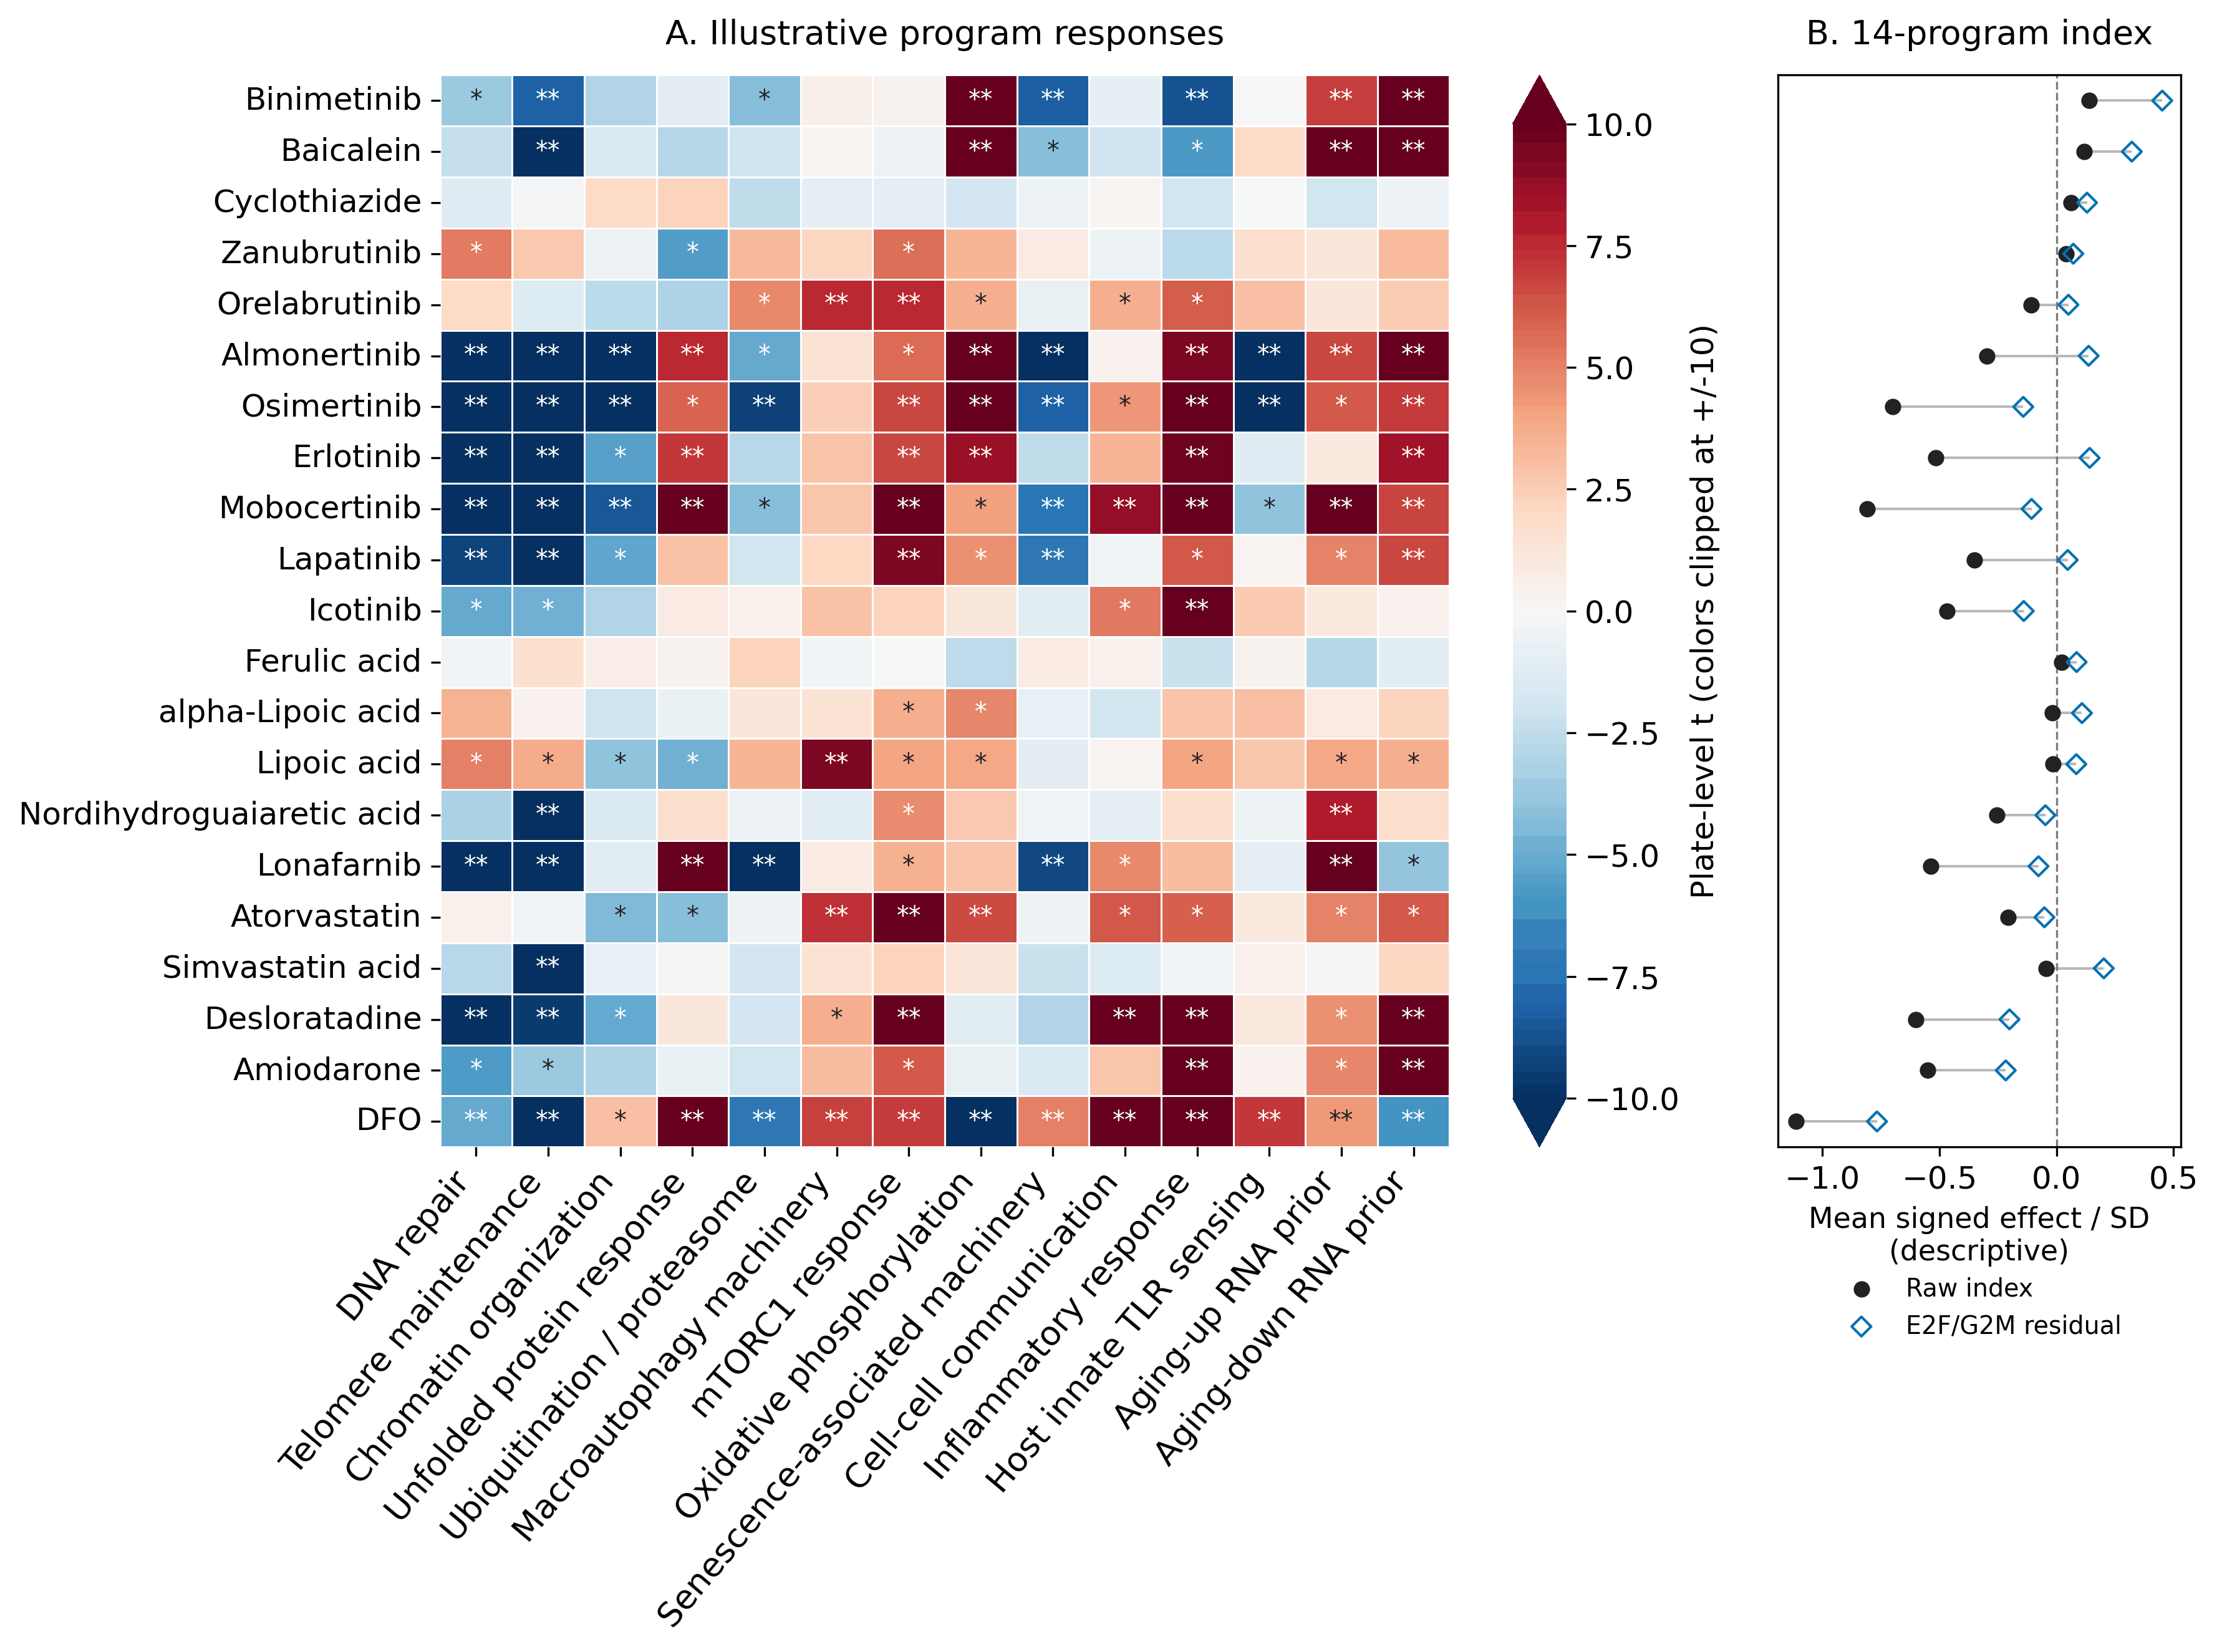 A. Illustrative program responses
Binimetinib
Baicalein
Cyclothiazide
Zanubrutinib
Orelabrutinib
Almonertinib
Osimertinib
Erlotinib
Mobocertinib
Lapatinib
Icotinib
Ferulic acid
alpha-Lipoic acid
Lipoic acid
Nordihydroguaiaretic acid
Lonafarnib
Atorvastatin
Simvastatin acid
Desloratadine
Amiodarone
DFO
* ** * ** ** ** ** **
** ** * * ** **
* * *
* ** ** * * *
** ** ** ** * * ** ** ** ** ** **
** ** ** * ** ** ** ** * ** ** * **
** ** * ** ** ** ** **
** ** ** ** * ** * ** ** ** * ** **
** ** * ** * ** * * **
* * * **
* *
* * * * ** * * * * *
** * **
** ** ** ** * ** * ** *
* * ** ** ** * * * *
**
** ** * * ** ** ** * **
* * * ** * **
** ** * ** ** ** ** ** ** ** ** ** ** **
DNA repair
Telomere maintenance
Chromatin organization
Unfolded protein response
Ubiquitination / proteasome
Macroautophagy machinery
mTORC1 response
Oxidative phosphorylation
Senescence-associated machinery
Cell-cell communication
Inflammatory response
Host innate TLR sensing
Aging-up RNA prior
Aging-down RNA prior
10.0
7.5
5.0
2.5
0.0
−2.5
−5.0
−7.5
−10.0
Plate-level t (colors clipped at +/-10)
B. 14-program index
−1.0 −0.5 0.0 0.5
Mean signed effect / SD
(descriptive)
Raw index
E2F/G2M residual